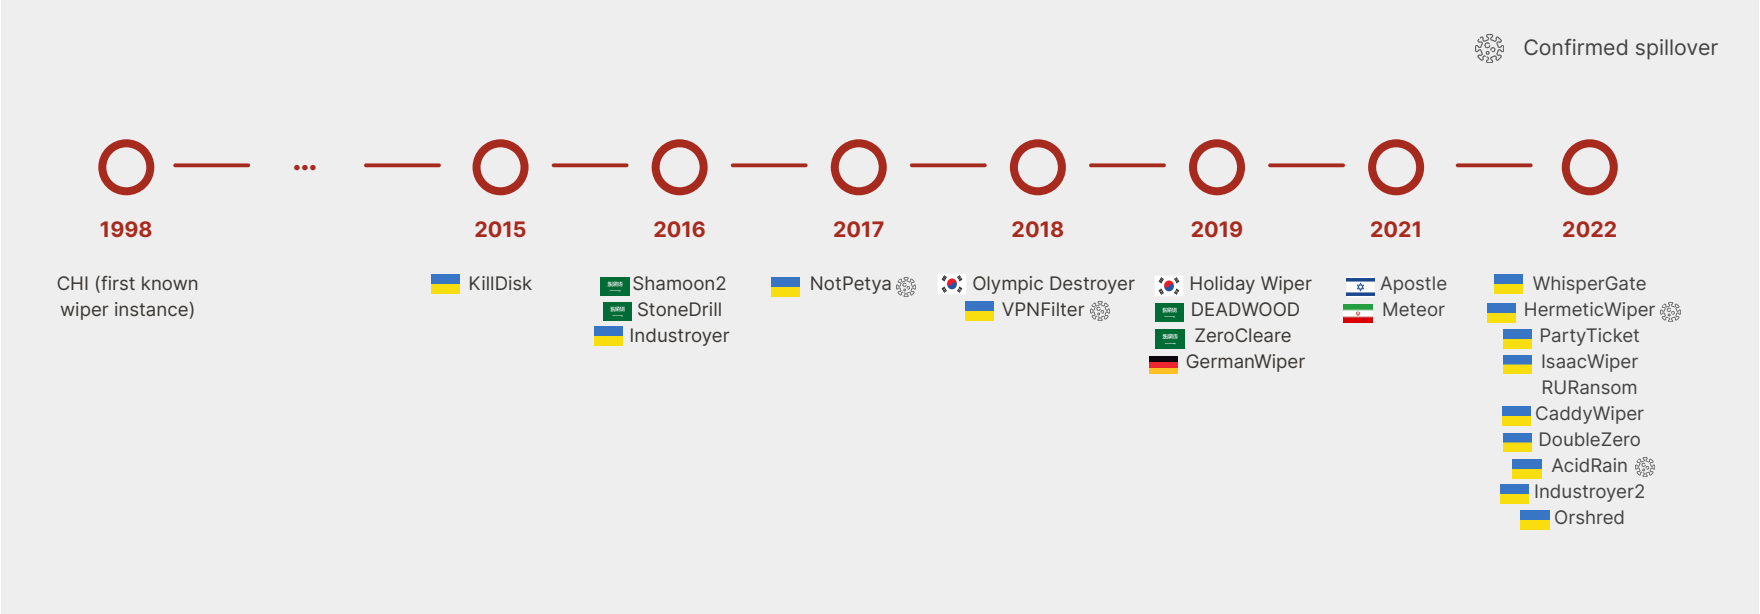 Confirmed spillover
...
1998
CHI (first known
wiper instance)
2015
KillDisk
2016
Shamoon2
StoneDrill
Industroyer
2017
NotPetya
2018
Olympic Destroyer
VPNFilter
2019
Holiday Wiper
DEADWOOD
ZeroCleare
GermanWiper
2021
Apostle
Meteor
2022
WhisperGate
HermeticWiper
PartyTicket
IsaacWiper
RURansom
CaddyWiper
DoubleZero
AcidRain
Industroyer2
Orshred